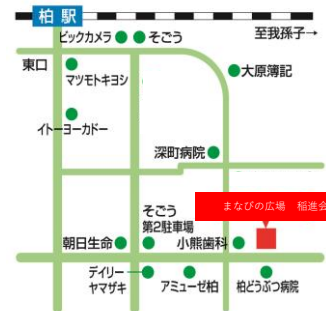 柏駅
ビックカメラ
そごう
至我孫子→
東口
マツモトキヨシ
大原簿記
イトーヨーカドー
深町病院
まなびの広場 稲進会
そごう
第2駐車場
朝日生命
小熊歯科
デイリー
ヤマザキ
アミューゼ柏
柏どうぶつ病院